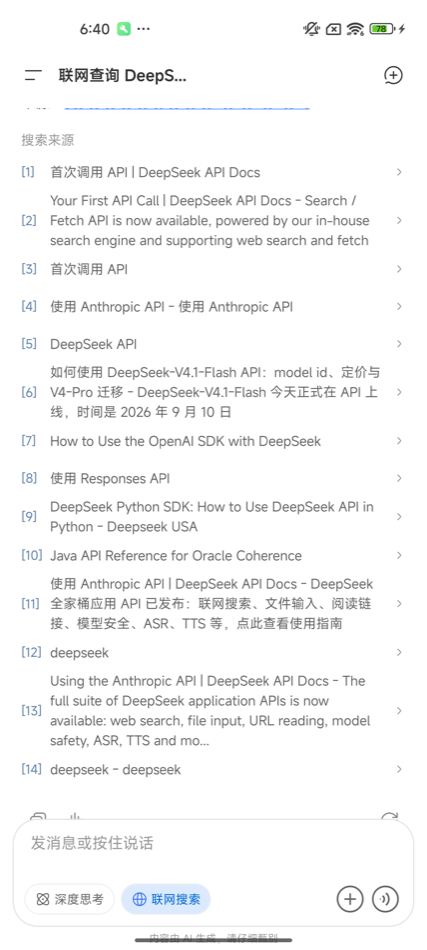 6:40
78
联网查询 DeepS...
搜索来源
[1] 首次调用 API | DeepSeek API Docs
[2] Your First API Call | DeepSeek API Docs - Search /
Fetch API is now available, powered by our in-house
search engine and supporting web search and fetch
[3] 首次调用 API
[4] 使用 Anthropic API - 使用 Anthropic API
[5] DeepSeek API
[6] 如何使用 DeepSeek-V4.1-Flash API：model id、定价与
V4-Pro 迁移 - DeepSeek-V4.1-Flash 今天正式在 API 上
线，时间是 2026 年 9 月 10 日
[7] How to Use the OpenAI SDK with DeepSeek
[8] 使用 Responses API
[9] DeepSeek Python SDK: How to Use DeepSeek API in
Python - Deepseek USA
[10] Java API Reference for Oracle Coherence
[11] 使用 Anthropic API | DeepSeek API Docs - DeepSeek
全家桶应用 API 已发布：联网搜索、文件输入、阅读链
接、模型安全、ASR、TTS 等，点此查看使用指南
[12] deepseek
[13] Using the Anthropic API | DeepSeek API Docs - The
full suite of DeepSeek application APIs is now
available: web search, file input, URL reading, model
safety, ASR, TTS and mo...
[14] deepseek - deepseek
发消息或按住说话
深度思考
联网搜索
内容由 AI 生成，请仔细甄别